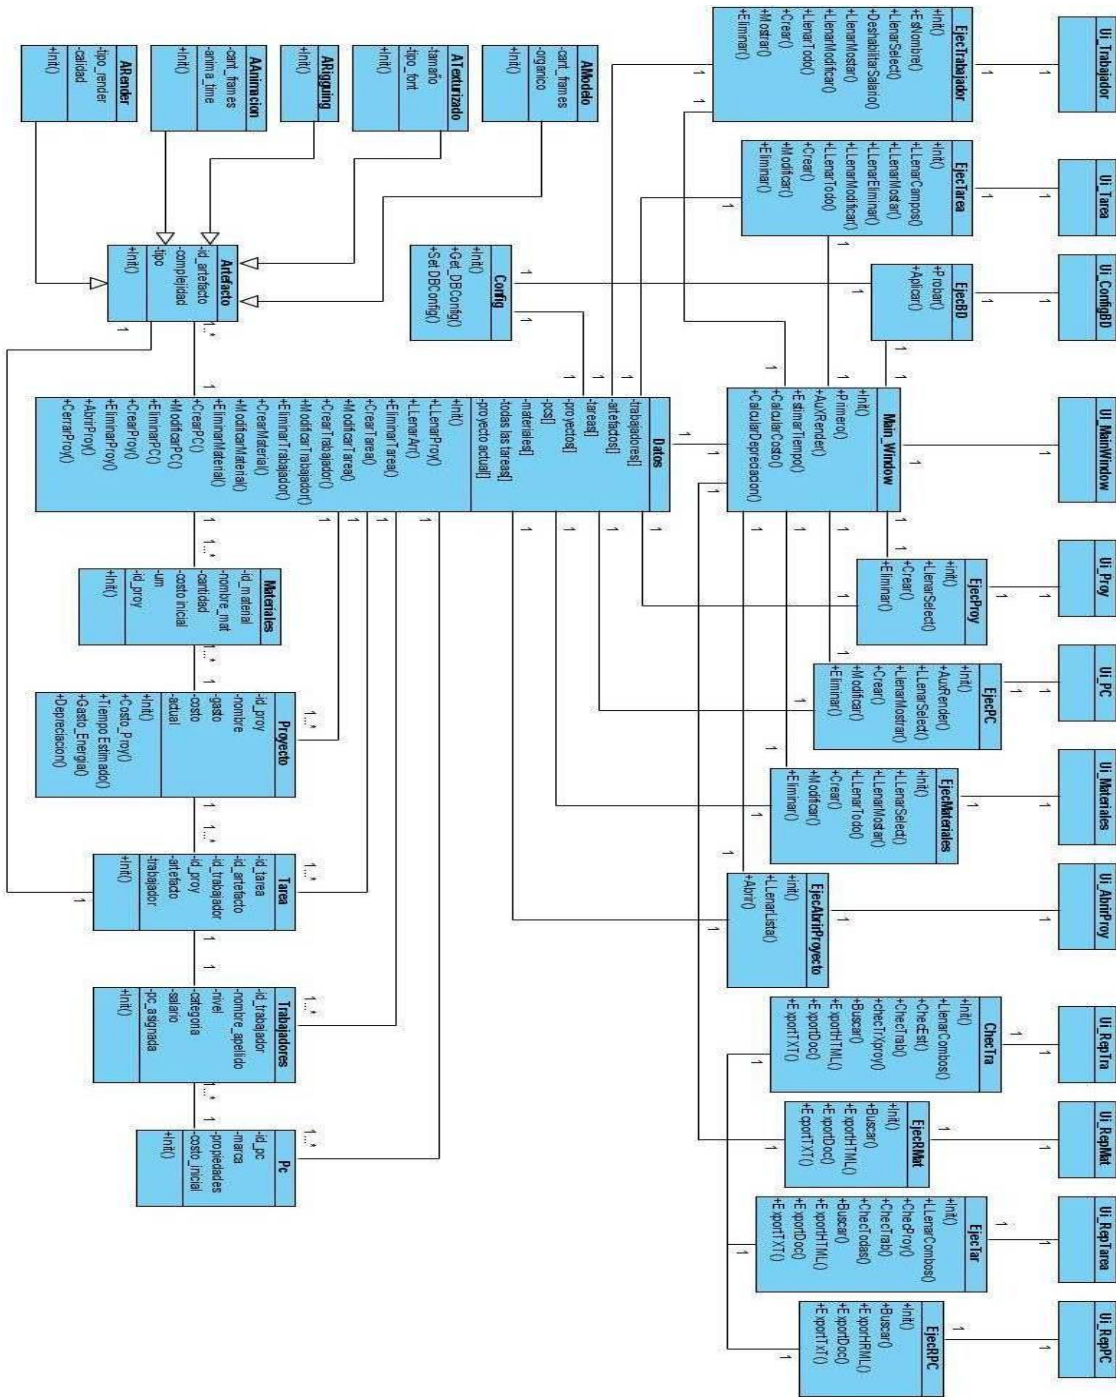 Ui_Trabajador
Ui_Tarea
Ui_ConfigBD
Ui_MainWindow
Ui_Proy
Ui_PC
Ui_Materiales
Ui_AbrirProy
Ui_RepTra
Ui_RepMat
Ui_RepTarea
Ui_RepPC
EjecTrabajador
+Init()
+EsNombre()
+LlenarSelect()
+DeshabilitarSalario()
+LlenarMostar()
+LlenarModificar()
+LlenarTodo()
+Crear()
+Mostrar()
+Eliminar()
EjecTarea
+Init()
+LLenarCampos()
+LLenarMostar()
+LLenarEliminar()
+LLenarModificar()
+LLenarTodo()
+Crear()
+Modificar()
+Eliminar()
EjecBD
+Probar()
+Aplicar()
Main_Window
+Init()
+Primero()
+AuXRender()
+EstimarTiempo()
+CalcularCosto()
+CalcularDepreciacion()
EjecProy
+init()
+LlenarSelect()
+Crear()
+Eliminar()
EjecPC
+Init()
+AuxRender()
+LLenarSelect()
+LlenarMostrar()
+Crear()
+Modificar()
+Eliminar()
EjecMateriales
+Init()
+LLenarSelect()
+LLenarMostar()
+LLenarTodo()
+Crear()
+Modificar()
+Eliminar()
EjecAbrirProyecto
+init()
+LLenarLista()
+Abrir()
ChecTra
+Init()
+LlenarCombos()
+ChecEst()
+ChecTrab()
+checTrXproy()
+Buscar()
+ExportHTML()
+ExportDoc()
+ExportTXT()
EjecRMat
+Init()
+Buscar()
+ExportHTML()
+ExportDoc()
+EcportTXT()
EjecTar
+Init()
+LLenarCombos()
+ChecProy()
+ChecTrab()
+ChecTodas()
+Buscar()
+ExportHTML()
+ExportDoc()
+ExportTXT()
EjecRPC
+Init()
+Buscar()
+ExporHRML()
+ExportDoc()
+ExportTxT()
Config
+Init()
+Get_DBConfig()
+Set DBConfig()
Datos
-trabajadores[]
-artefactos[]
-tareas[]
-proyectos[]
-pcs[]
-materiales[]
-todas las tareas[]
-proyecto actual[]
+Init()
+LLenarProy()
+LLenarArr()
+EliminarTarea()
+CrearTarea()
+ModificarTarea()
+CrearTrabajador()
+ModificarTrabajador()
+EliminarTrabajador()
+CrearMaterial()
+ModificarMaterial()
+EliminarMaterial()
+CrearPC()
+ModificarPC()
+EliminarPC()
+CrearProy()
+EliminarProy()
+AbrirProy()
+CerrarProy()
AModelo
-cant_frames
-organico
+Init()
ATexturizado
-tamaño
-tipo_font
+Init()
ARigguing
+Init()
AAnimacion
-cant_frames
-anima_time
+Init()
ARender
-tipo_render
-calidad
+Init()
Artefacto
-id_artefacto
-complejidad
-tipo
+Init()
Materiales
-id_material
-nombre_mat
-cantidad
-costo inicial
-um
-id_proy
+Init()
Proyecto
-id_proy
-nombre
-gasto
-costo
-actual
+Init()
+Costo_Proy()
+Tiempo Estimado()
+Gasto_Energia()
+Depreciacion()
Tarea
-id_tarea
-id_artefacto
-id_trabajador
-id_proy
-artefacto
-trabajador
+Init()
Trabajadores
-id_trabajador
-nombre_apellido
-nivel
-categoria
-salario
-pc_asignada
+Init()
Pc
-id_pc
-marca
-propiedades
-costo_inicial
+Init()